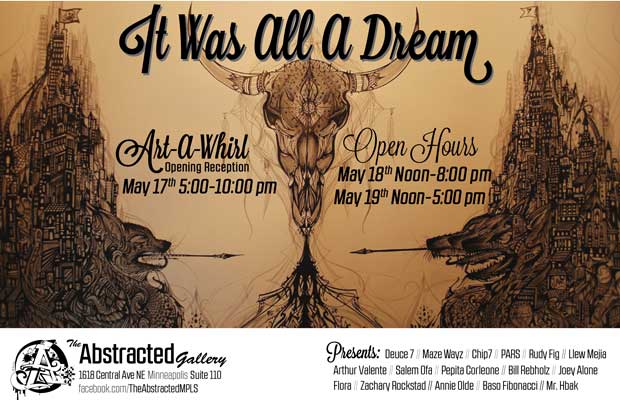 It Was All A Dream
Art-A-Whirl
Opening Reception
May 17th 5:00-10:00 pm
Open Hours
May 18th Noon-8:00 pm
May 19th Noon-5:00 pm
The Abstracted Gallery
1618 Central Ave NE Minneapolis Suite 110
facebook.com/TheAbstractedMPLS
Presents: Deuce 7 // Maze Wayz // Chip7 // PARS // Rudy Fig // Llew Mejia
Arthur Valente // Salem Ofa // Pepita Corleone // Bill Rebholz // Joey Alone
Flora // Zachary Rockstad // Annie Olde // Baso Fibonacci // Mr. Hbak